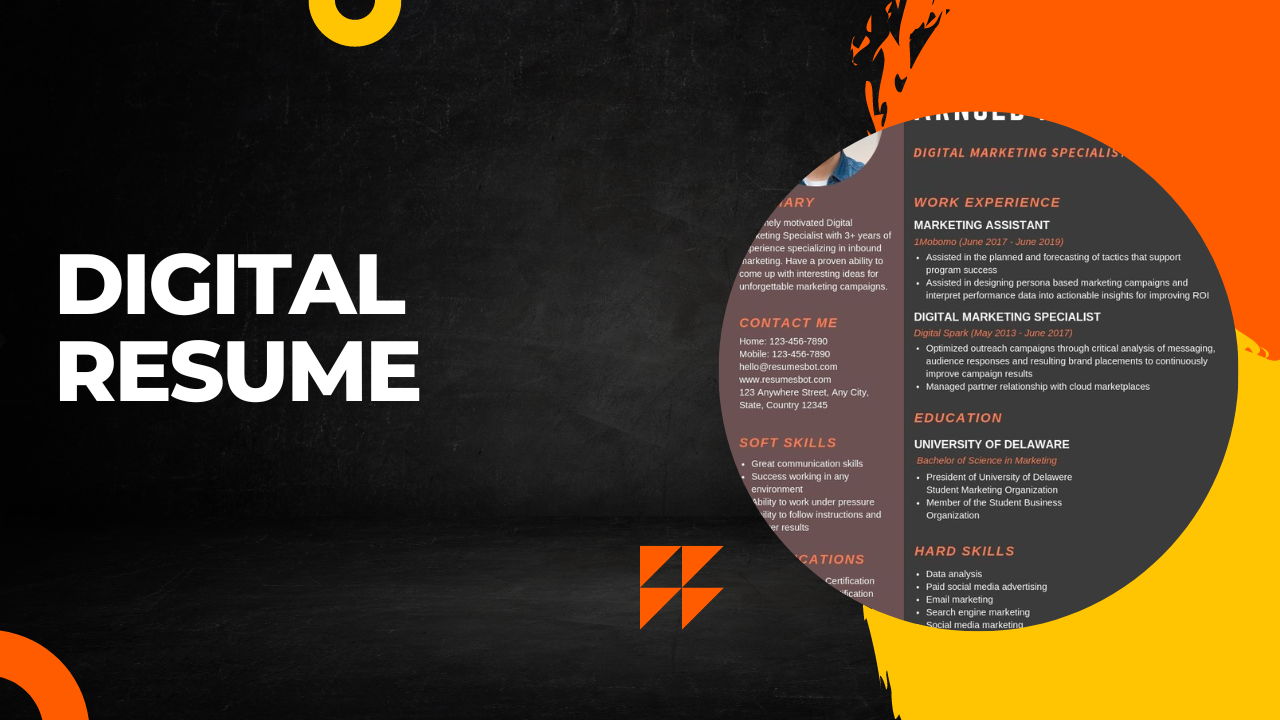 DIGITAL
RESUME
DIGITAL MARKETING SPECIALIST
WORK EXPERIENCE
MARKETING ASSISTANT
1Mobomo (June 2017 - June 2019)
• Assisted in the planned and forecasting of tactics that support
program success
• Assisted in designing persona based marketing campaigns and
interpret performance data into actionable insights for improving ROI
DIGITAL MARKETING SPECIALIST
Digital Spark (May 2013 - June 2017)
• Optimized outreach campaigns through critical analysis of messaging,
audience responses and resulting brand placements to continuously
improve campaign results
• Managed partner relationship with cloud marketplaces
EDUCATION
UNIVERSITY OF DELAWARE
Bachelor of Science in Marketing
• President of University of Delawere
Student Marketing Organization
• Member of the Student Business
Organization
HARD SKILLS
• Data analysis
• Paid social media advertising
• Email marketing
• Search engine marketing
• Social media marketing
motivated Digital
Specialist with 3+ years of
experience specializing in inbound
marketing. Have a proven ability to
come up with interesting ideas for
unforgettable marketing campaigns.
CONTACT ME
Home: 123-456-7890
Mobile: 123-456-7890
hello@resumesbot.com
www.resumesbot.com
123 Anywhere Street, Any City,
State, Country 12345
SOFT SKILLS
• Great communication skills
• Success working in any
environment
Ability to work under pressure
to follow instructions and
results
Certification